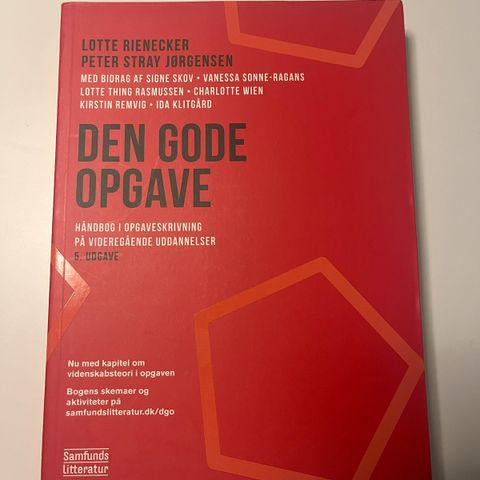 LOTTE RIENECKER
PETER STRAY JØRGENSEN
MED BIDRAG AF SIGNE SKOV • VANESSA SONNE-RAGANS
LOTTE THING RASMUSSEN • CHARLOTTE WIEN
KIRSTIN REMVIG • IDA KLITGÅRD
DEN GODE
OPGAVE
HÅNDBOG I OPGAVESKRIVNING
PÅ VIDEREGÅENDE UDDANNELSER
5. UDGAVE
Nu med kapitel om
videnskabsteori i opgaven
Bogens skemaer og
aktiviteter på
samfundslitteratur.dk/dgo
Samfunds
litteratur